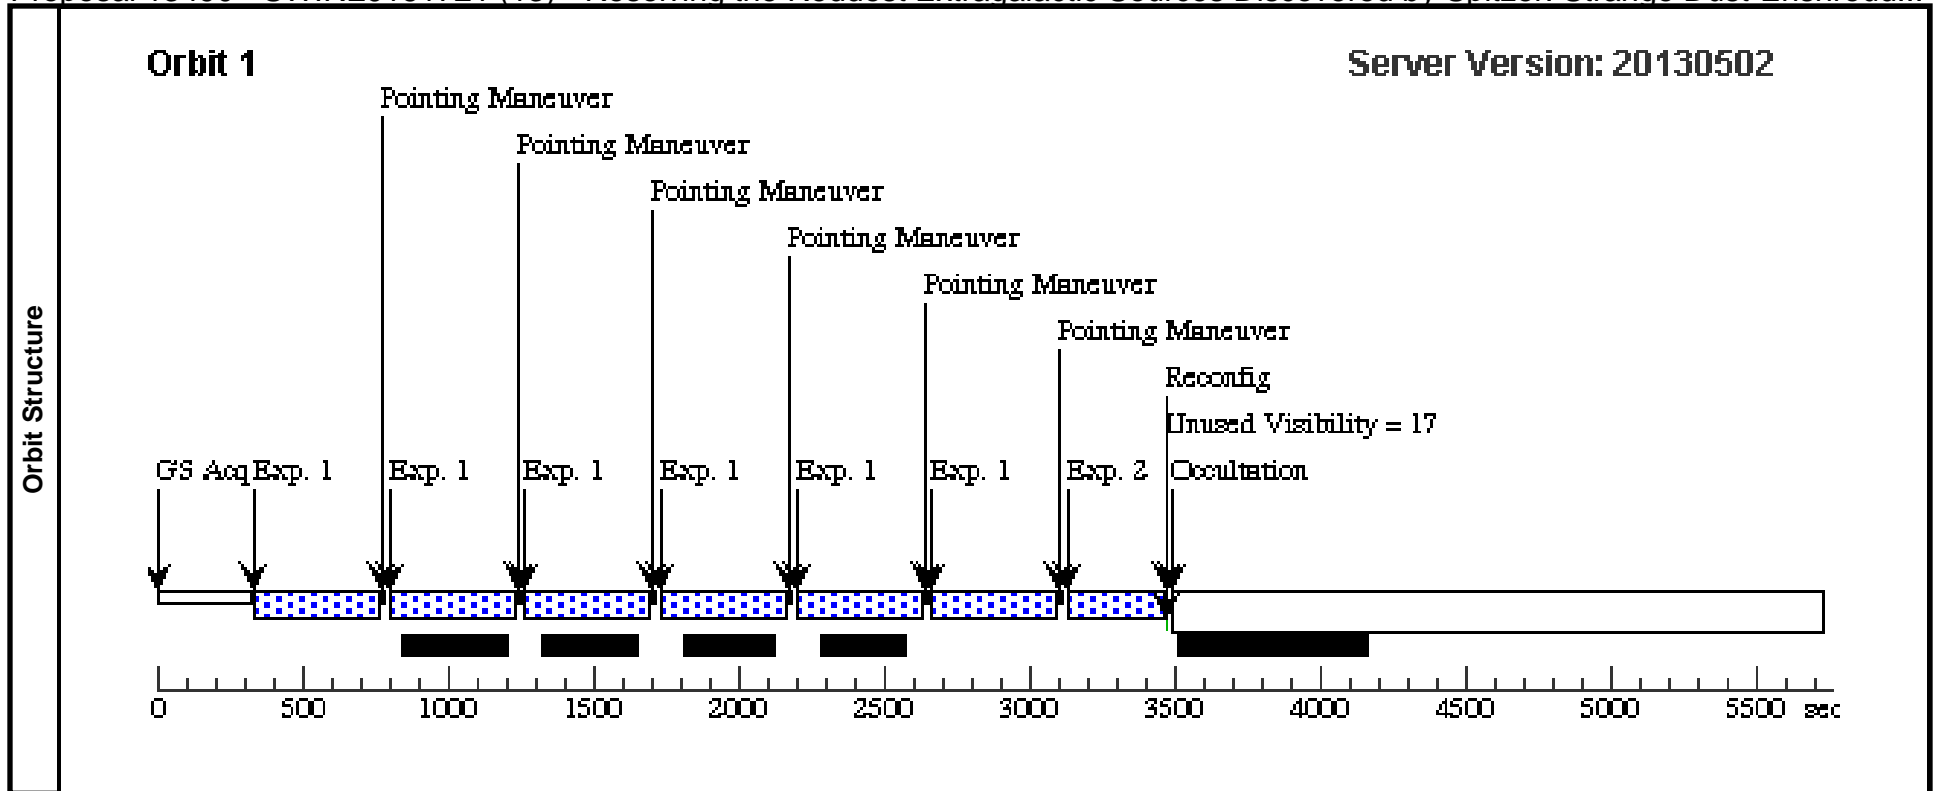 Orbit Structure
Orbit 1
Server Version: 20130502
Pointing Maneuver
Pointing Maneuver
Pointing Maneuver
Pointing Maneuver
Pointing Maneuver
Pointing Maneuver
Reconfig
Unused Visibility = 17
GS Acq Exp. 1 Exp. 1 Exp. 1 Exp. 1 Exp. 1 Exp. 1 Exp. 2 Occultation
0 500 1000 1500 2000 2500 3000 3500 4000 4500 5000 5500 sec